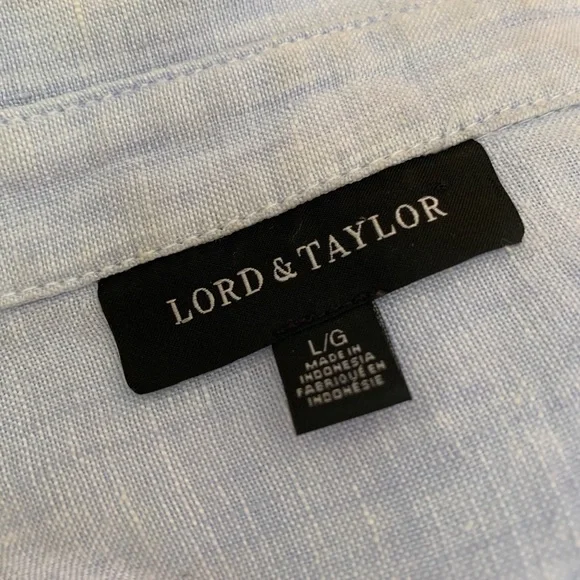 LORD & TAYLOR
L/G
MADE IN
INDONESIA
FABRIQUÉ EN
INDONÉSIE